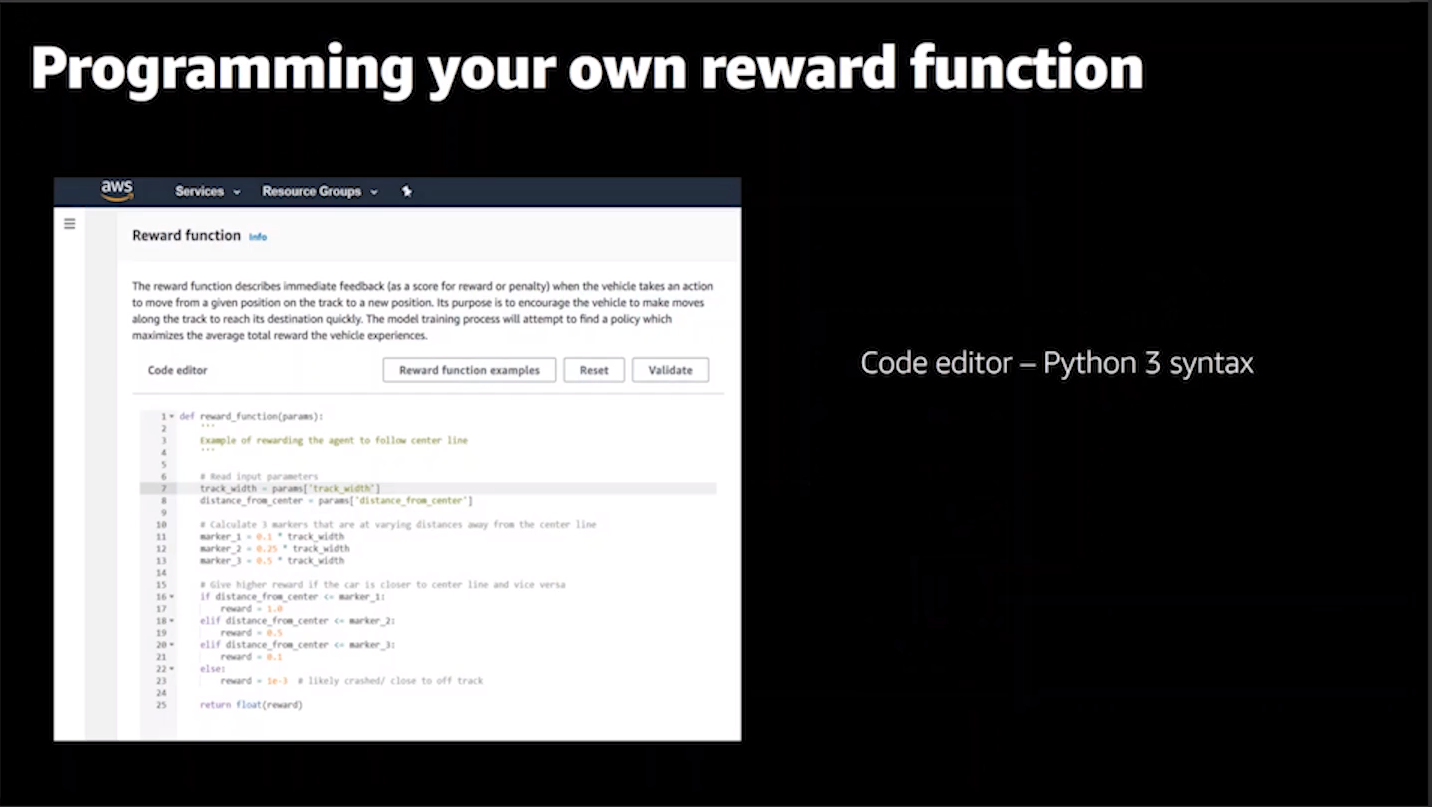 Programming your own reward function
aws Services Resource Groups
Reward function Info
The reward function describes immediate feedback (as a score for reward or penalty) when the vehicle takes an action
to move from a given position on the track to a new position. Its purpose is to encourage the vehicle to make moves
along the track to reach its destination quickly. The model training process will attempt to find a policy which
maximizes the average total reward the vehicle experiences.
Code editor Reward function examples Reset Validate
1 def reward_function(params):
2 '''
3 Example of rewarding the agent to follow center line
4 '''
5
6 # Read input parameters
7 track_width = params['track_width']
8 distance_from_center = params['distance_from_center']
9
10 # Calculate 3 markers that are at varying distances away from the center line
11 marker_1 = 0.1 * track_width
12 marker_2 = 0.25 * track_width
13 marker_3 = 0.5 * track_width
14
15 # Give higher reward if the car is closer to center line and vice versa
16 if distance_from_center <= marker_1:
17 reward = 1.0
18 elif distance_from_center <= marker_2:
19 reward = 0.5
20 elif distance_from_center <= marker_3:
21 reward = 0.1
22 else:
23 reward = 1e-3 # likely crashed/ close to off track
24
25 return float(reward)
Code editor – Python 3 syntax